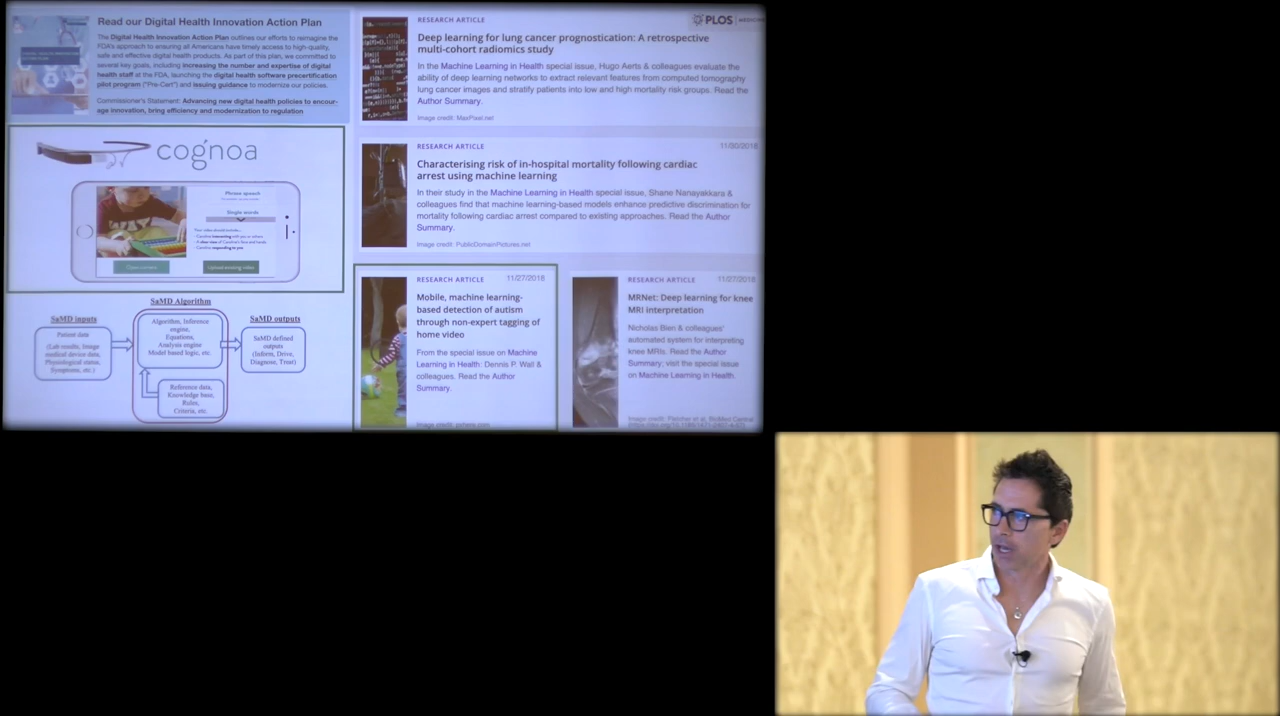 Read our Digital Health Innovation Action Plan
The Digital Health Innovation Action Plan outlines our efforts to reimagine the
FDA's approach to ensuring all Americans have timely access to high-quality,
safe and effective digital health products. As part of this plan, we committed to
several key goals, including increasing the number and expertise of digital
health staff at the FDA, launching the digital health software precertification
pilot program ("Pre-Cert") and issuing guidance to modernize our policies.
Commissioner's Statement: Advancing new digital health policies to encour-
age innovation, bring efficiency and modernization to regulation
cognoa
Phrase speech
Single words
Upload existing video
SaMD inputs
Patient data
(Lab results, Image
medical device data,
Physiological status,
Symptoms, etc.)
SaMD Algorithm
Algorithm, Inference
engine,
Equations,
Analysis engine
Model based logic, etc.
Reference data,
Knowledge base,
Rules,
Criteria, etc.
SaMD outputs
SaMD defined
outputs
(Inform, Drive,
Diagnose, Treat)
PLOS MEDICINE
RESEARCH ARTICLE
Deep learning for lung cancer prognostication: A retrospective
multi-cohort radiomics study
In the Machine Learning in Health special issue, Hugo Aerts & colleagues evaluate the
ability of deep learning networks to extract relevant features from computed tomography
lung cancer images and stratify patients into low and high mortality risk groups. Read the
Author Summary.
Image credit: MaxPixel.net
RESEARCH ARTICLE 11/30/2018
Characterising risk of in-hospital mortality following cardiac
arrest using machine learning
In their study in the Machine Learning in Health special issue, Shane Nanayakkara &
colleagues find that machine learning-based models enhance predictive discrimination for
mortality following cardiac arrest compared to existing approaches. Read the Author
Summary.
Image credit: PublicDomainPictures.net
RESEARCH ARTICLE 11/27/2018
Mobile, machine learning-
based detection of autism
through non-expert tagging of
home video
From the special issue on Machine
Learning in Health: Dennis P. Wall &
colleagues. Read the Author
Summary.
Image credit: pxhere.com
RESEARCH ARTICLE 11/27/2018
MRNet: Deep learning for knee
MRI interpretation
Nicholas Bien & colleagues'
automated system for interpreting
knee MRIs. Read the Author
Summary, visit the special issue
on Machine Learning in Health.